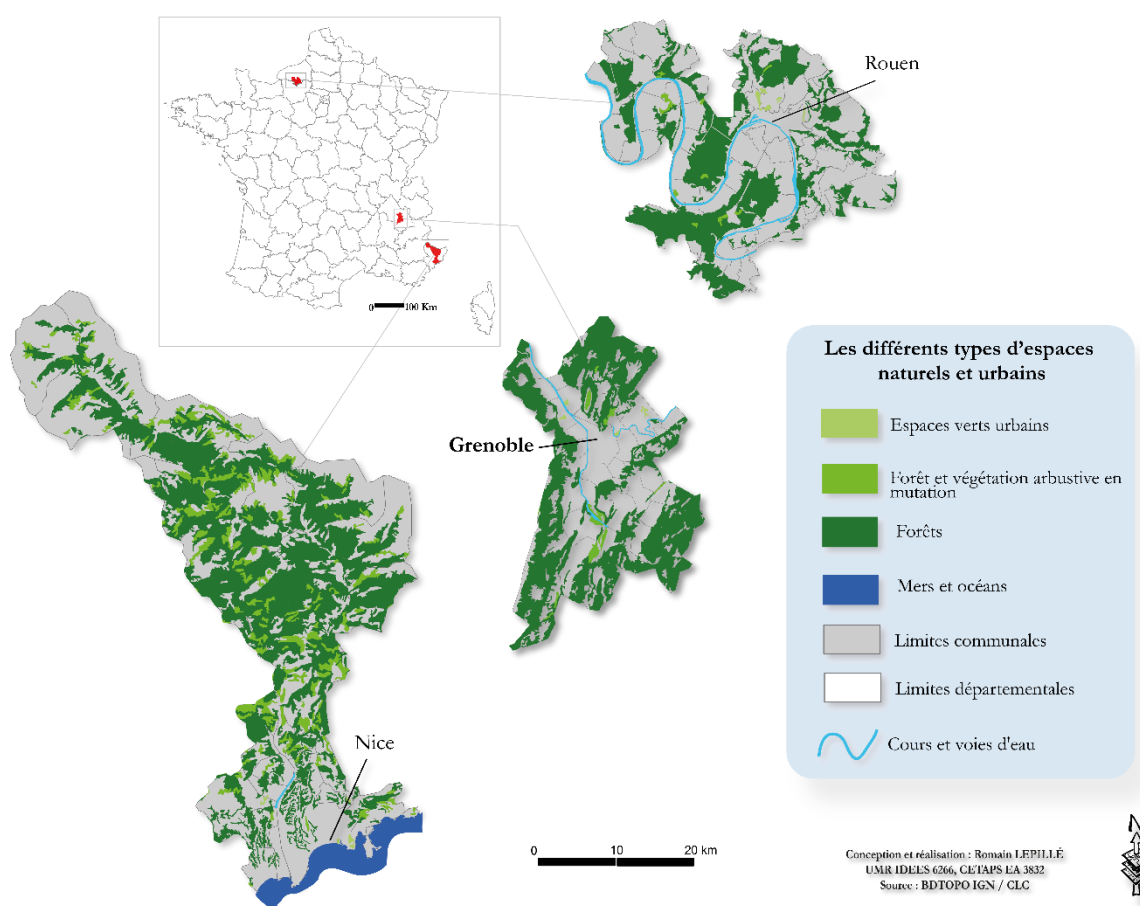 Rouen
0 100 Km
Grenoble
Nice
Les différents types d'espaces
naturels et urbains
Espaces verts urbains
Forêt et végétation arbustive en
mutation
Forêts
Mers et océans
Limites communales
Limites départementales
Cours et voies d'eau
0 10 20 km
Conception et réalisation : Romain LEPILLÉ
UMR IDEES 6266, CETAPS EA 3832
Source : BDTOPO IGN / CLC
N